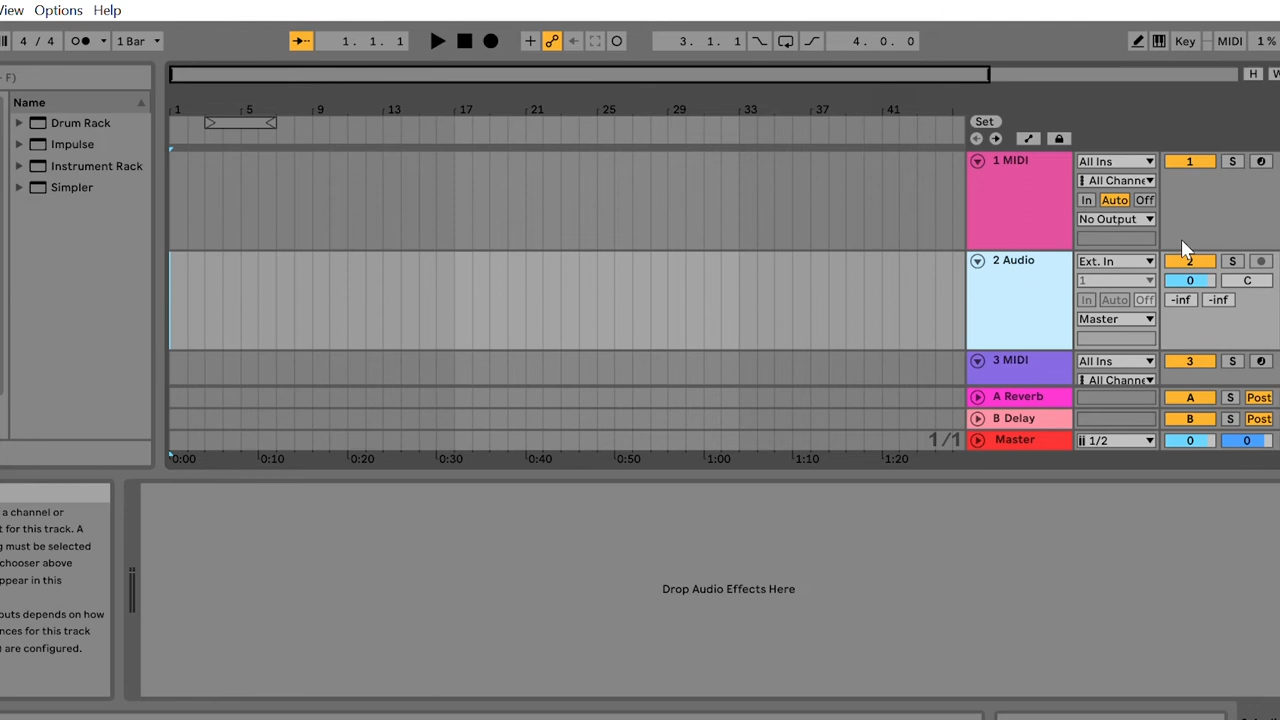 View Options Help
4 / 4 1 Bar 1. 1. 1 3. 1. 1 4. 0. 0 Key MIDI 1 %
- F)
H W
Name
Drum Rack
Impulse
Instrument Rack
Simpler
1 5 9 13 17 21 25 29 33 37 41
Set
1 MIDI All Ins 1 S
All Channe
In Auto Off
No Output
2 Audio Ext. In 2 S
1 0 C
In Auto Off -inf -inf
Master
3 MIDI All Ins 3 S
All Channe
A Reverb A S Post
B Delay B S Post
1/1 Master 1/2 0 0
0:00 0:10 0:20 0:30 0:40 0:50 1:00 1:10 1:20
a channel or
t for this track. A
g must be selected
chooser above
ppear in this
outs depends on how
nces for this track
) are configured.
Drop Audio Effects Here